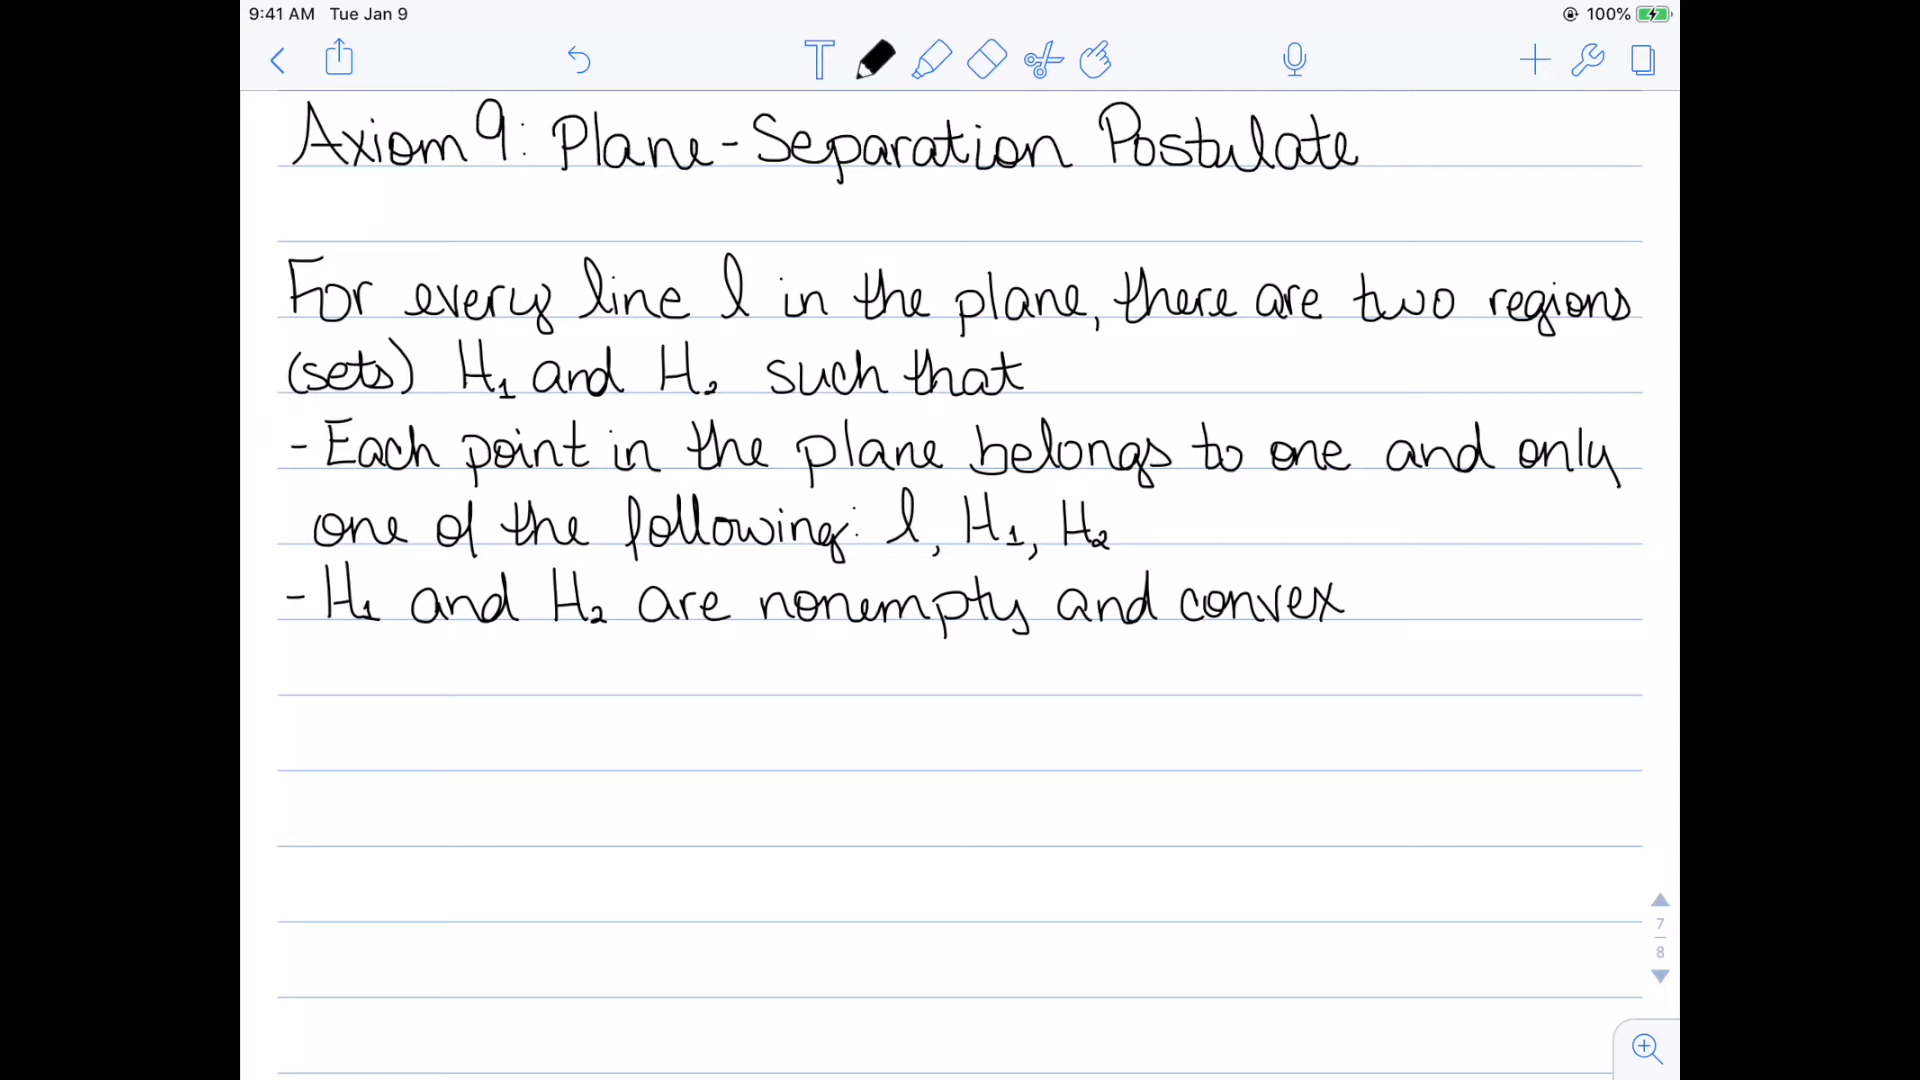 9:41 AM Tue Jan 9
100%
T
Axiom 9: Plane-Separation Postulate
For every line l in the plane, there are two regions
(sets) H₁ and H₂ such that
- Each point in the plane belongs to one and only
one of the following: l, H₁, H₂
- H₁ and H₂ are nonempty and convex
7
8